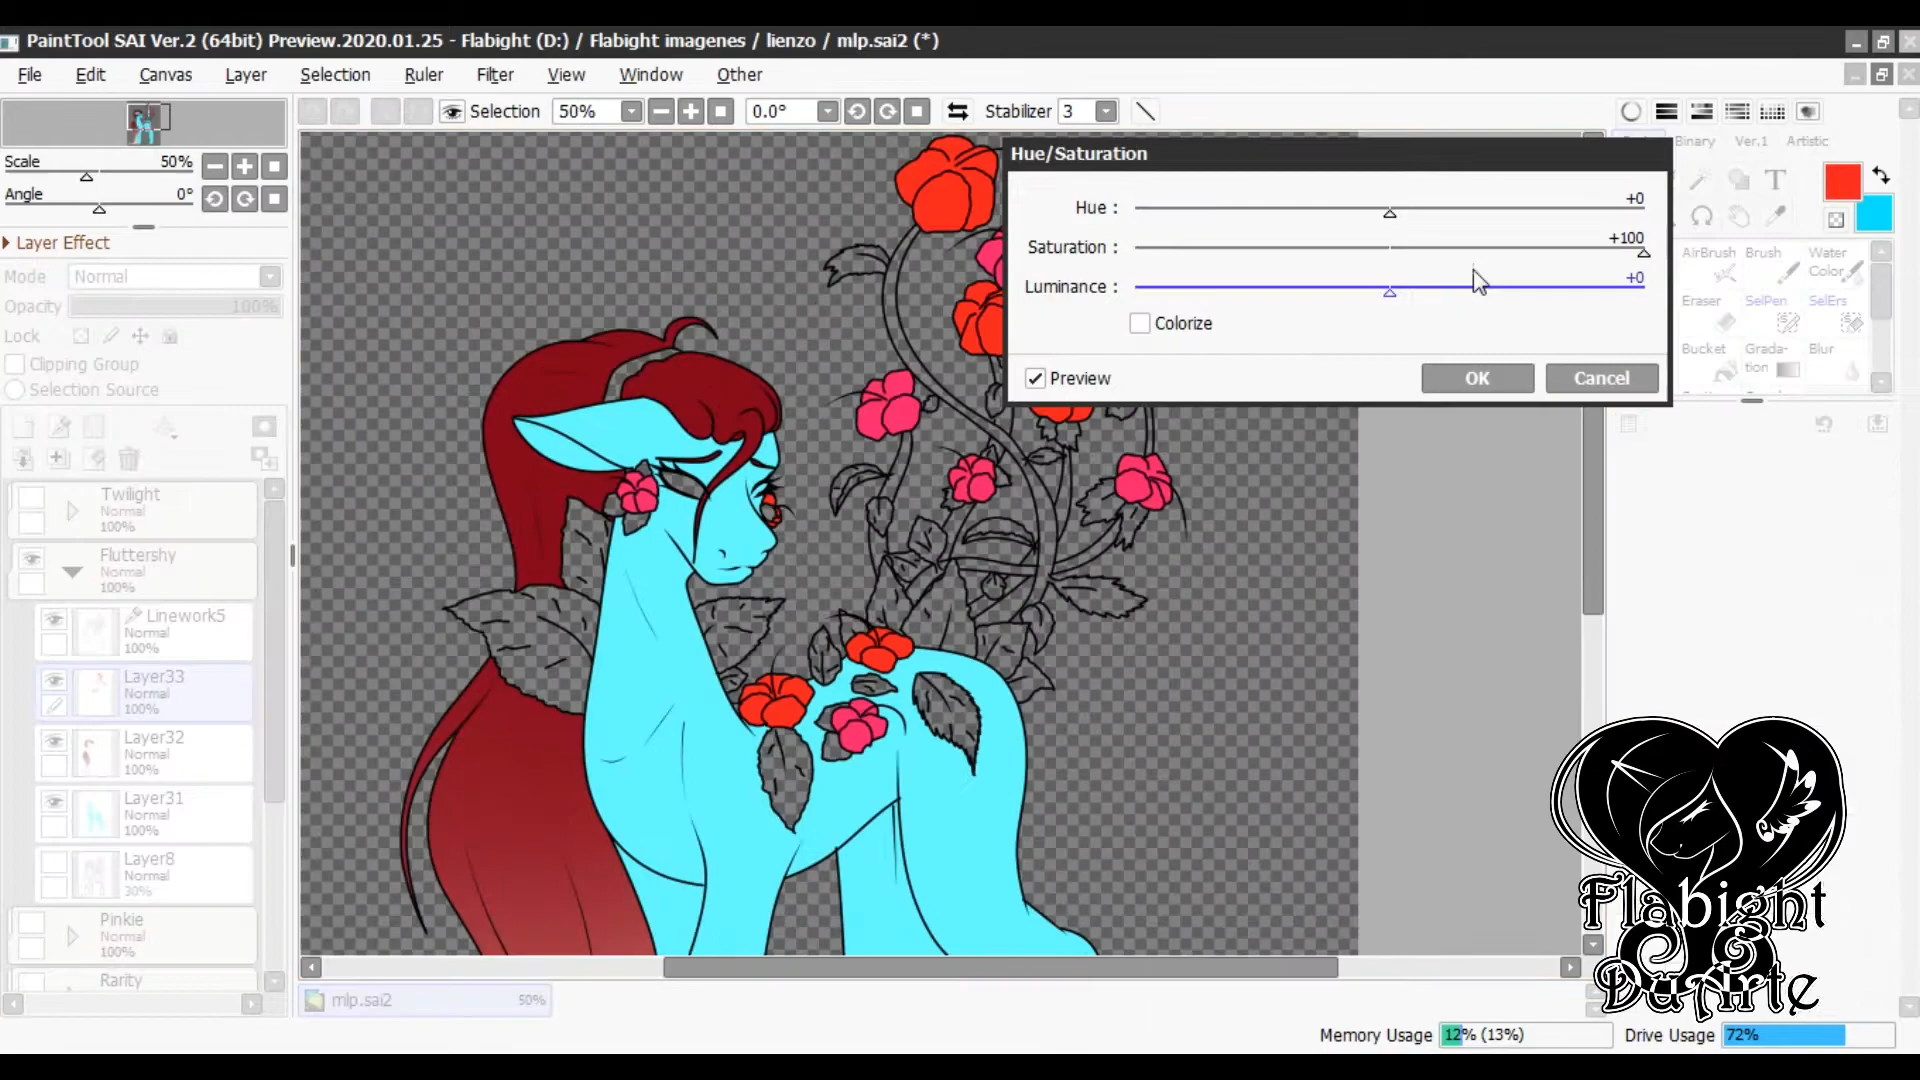 PaintTool SAI Ver.2 (64bit) Preview.2020.01.25 - Flabight (D:) / Flabight imagenes / lienzo / mlp.sai2 (*)
File Edit Canvas Layer Selection Ruler Filter View Window Other
Selection 50% 0.0° Stabilizer 3
Scale 50%
Angle 0°
Layer Effect
Mode Normal
Opacity 100%
Lock
Clipping Group
Selection Source
Twilight
Normal
100%
Fluttershy
Normal
100%
Linework5
Normal
100%
Layer33
Normal
100%
Layer32
Normal
100%
Layer31
Normal
100%
Layer8
Normal
30%
Pinkie
Normal
100%
Rarity
Hue/Saturation
Hue : +0
Saturation : +100
Luminance : +0
Colorize
Preview OK Cancel
Binary Ver.1 Artistic
T
AirBrush Brush Water Color
Eraser SelPen SelErs
Bucket Grada-tion Blur
mlp.sai2 50%
Flabight
DuArte
Memory Usage 12% (13%) Drive Usage 72%